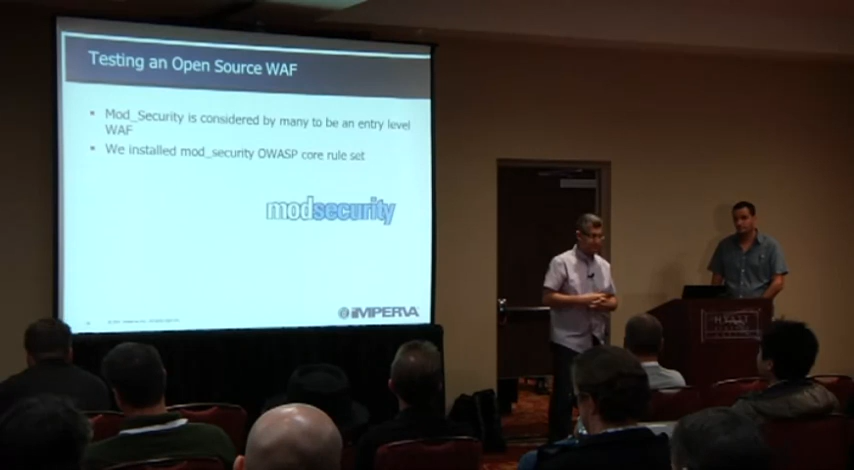 Testing an Open Source WAF
▪ Mod_Security is considered by many to be an entry level
WAF
▪ We installed mod_security OWASP core rule set
modsecurity
IMPERVA
HYATT